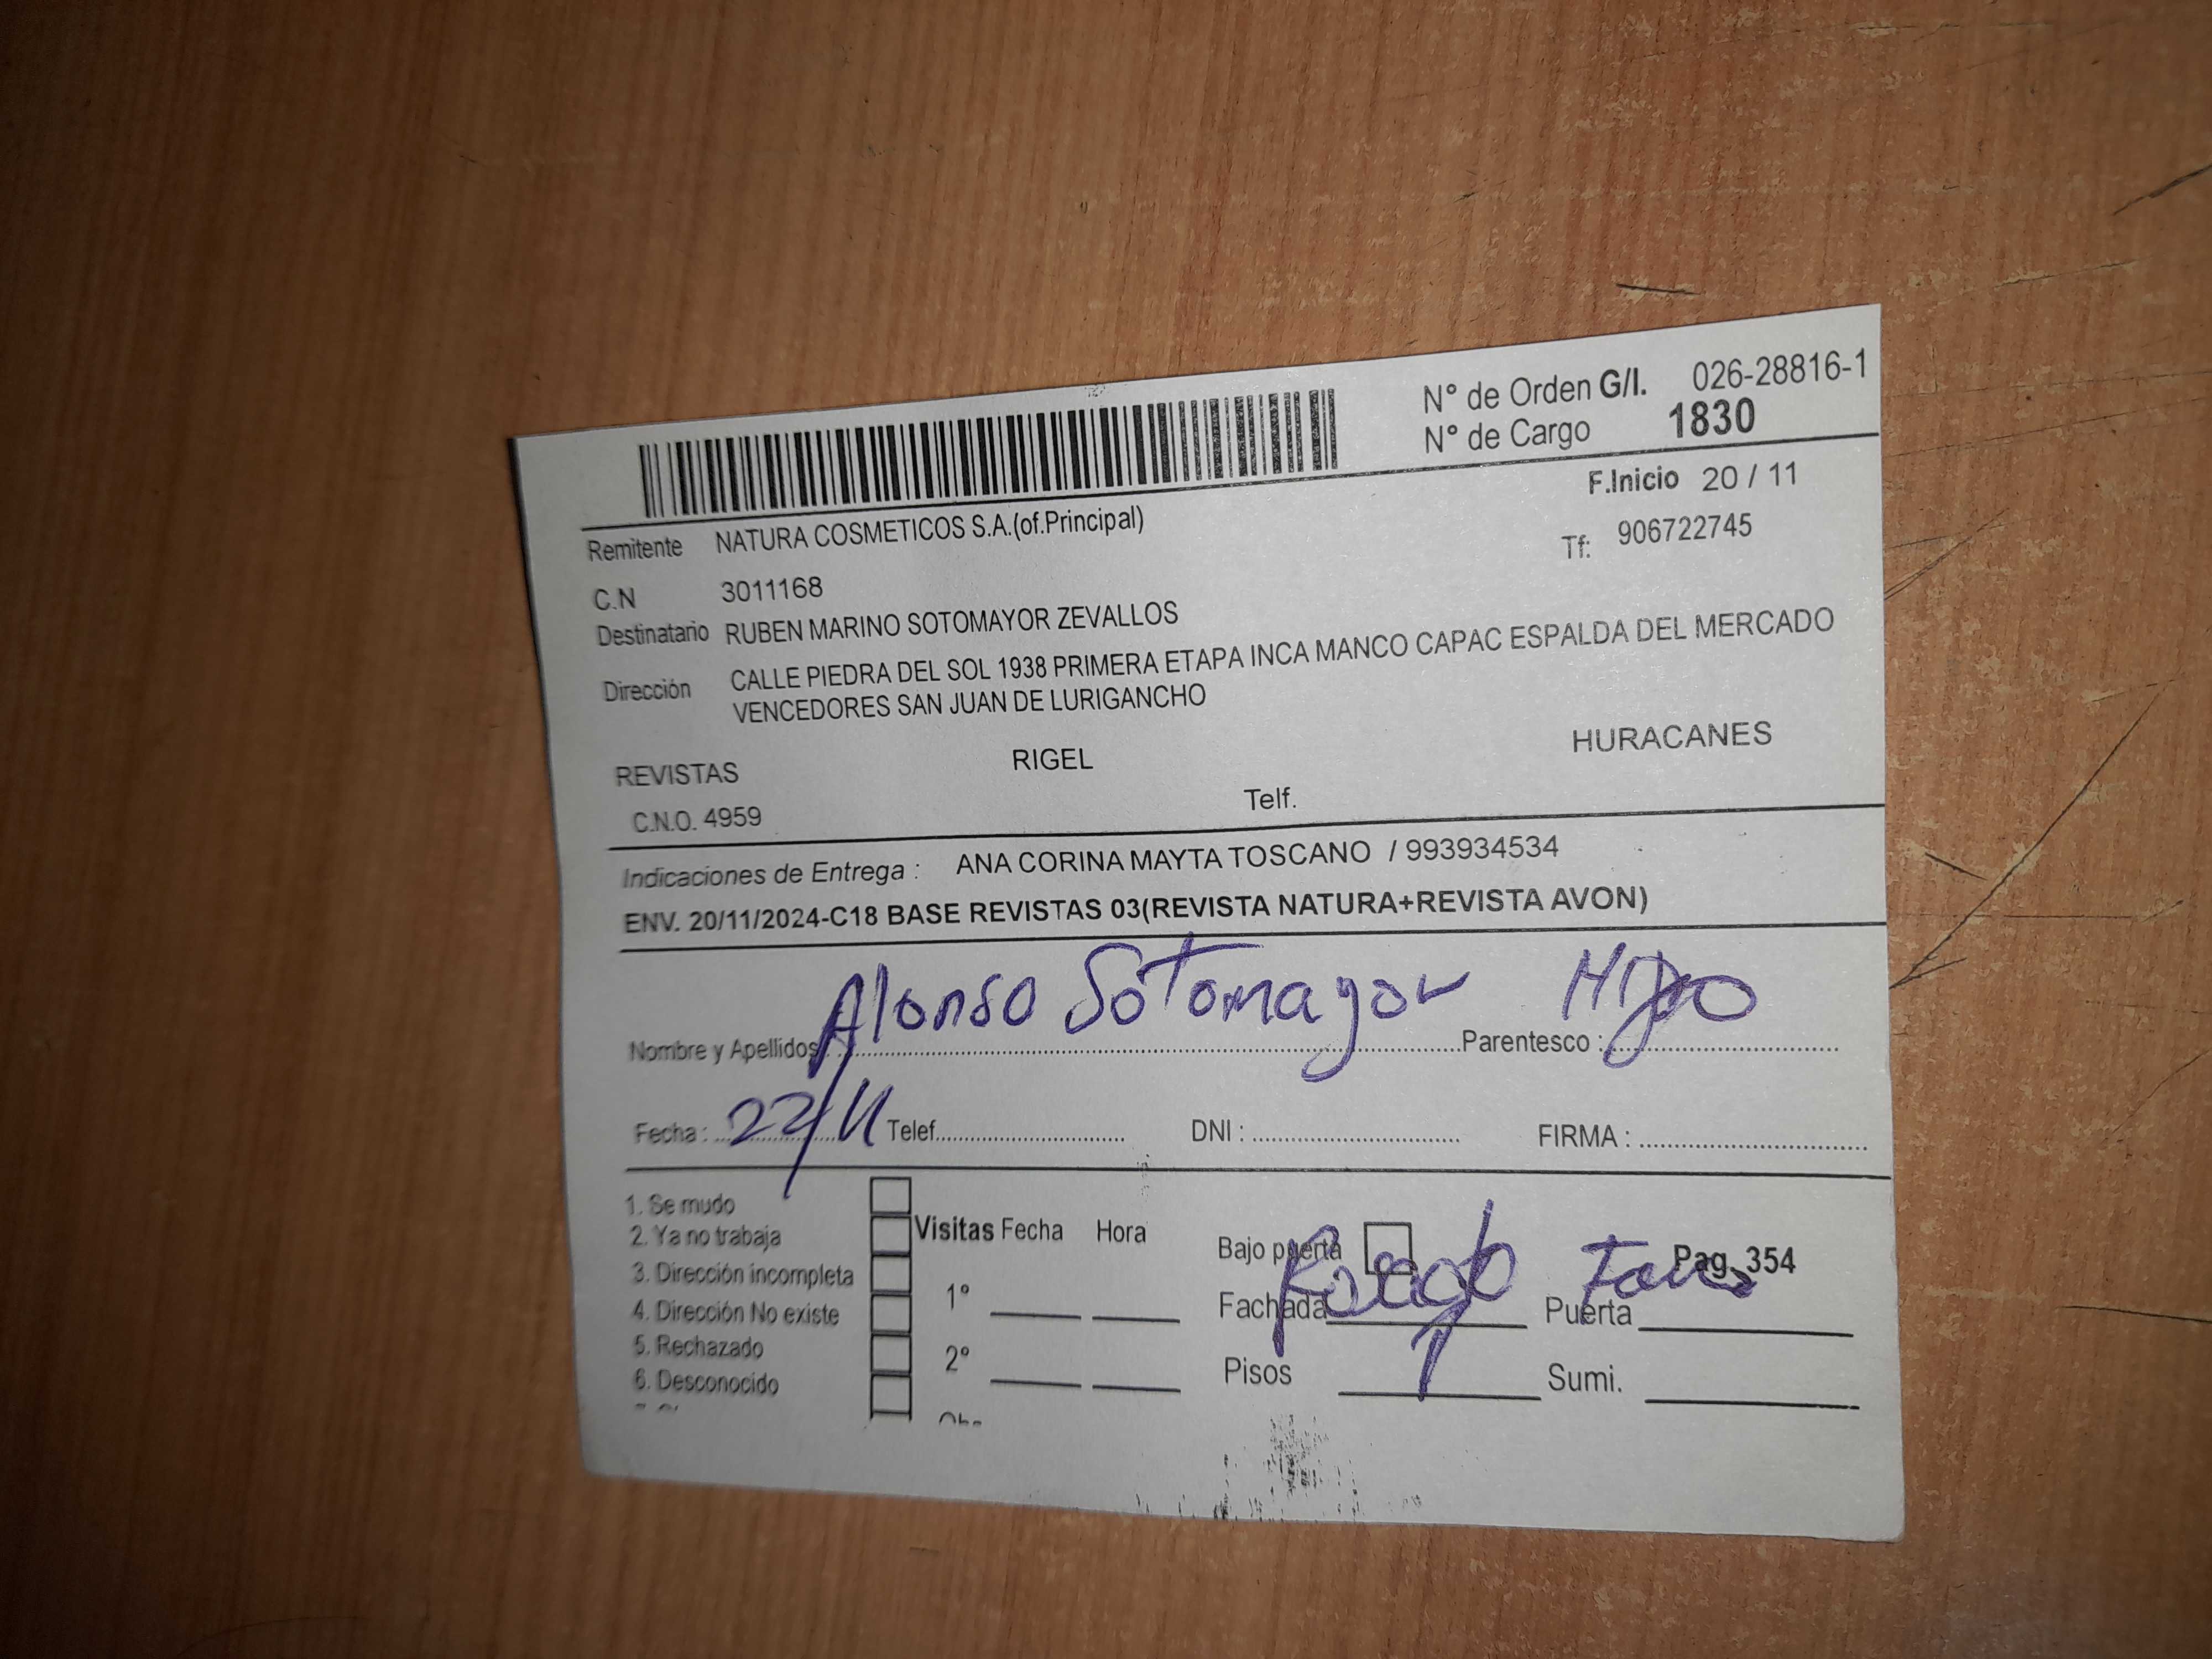 N° de Orden G/I. 026-28816-1
N° de Cargo 1830
F.Inicio 20 / 11
Remitente NATURA COSMETICOS S.A.(of.Principal)
Tf: 906722745
C.N 3011168
Destinatario RUBEN MARINO SOTOMAYOR ZEVALLOS
Dirección CALLE PIEDRA DEL SOL 1938 PRIMERA ETAPA INCA MANCO CAPAC ESPALDA DEL MERCADO
VENCEDORES SAN JUAN DE LURIGANCHO
REVISTAS RIGEL HURACANES
C.N.O. 4959 Telf.
Indicaciones de Entrega : ANA CORINA MAYTA TOSCANO / 993934534
ENV. 20/11/2024-C18 BASE REVISTAS 03(REVISTA NATURA+REVISTA AVON)
Nombre y Apellidos : Alonso Sotomayor Parentesco : Hijo
Fecha : 22/11 Telef. DNI : FIRMA :
1. Se mudo
2. Ya no trabaja
3. Dirección incompleta
4. Dirección No existe
5. Rechazado
6. Desconocido
Visitas Fecha Hora
1°
2°
Bajo puerta Pag. 354
Fachada Puerta
Pisos 1 Sumi.